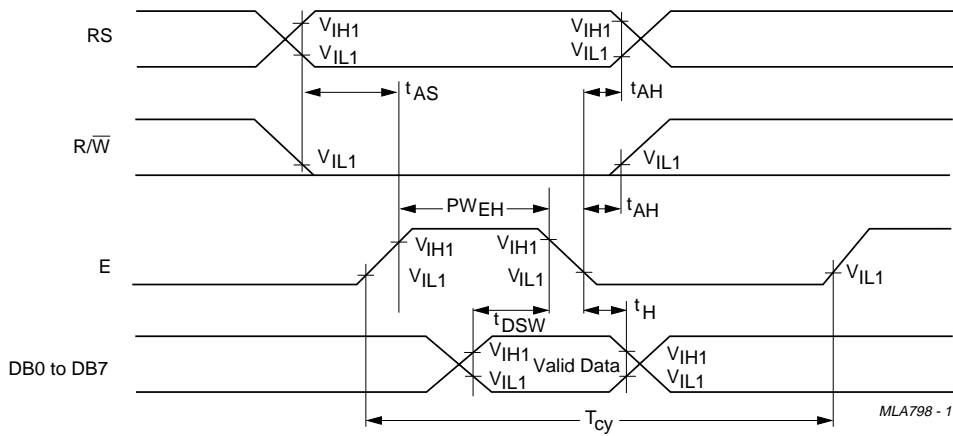 RS
VIH1
VIL1
VIH1
VIL1
tAS
tAH
R/W̅
VIL1
VIL1
PWEH
tAH
E
VIH1
VIL1
VIH1
VIL1
VIL1
tDSW
tH
DB0 to DB7
VIH1
VIL1
Valid Data
VIH1
VIL1
Tcy
MLA798 - 1